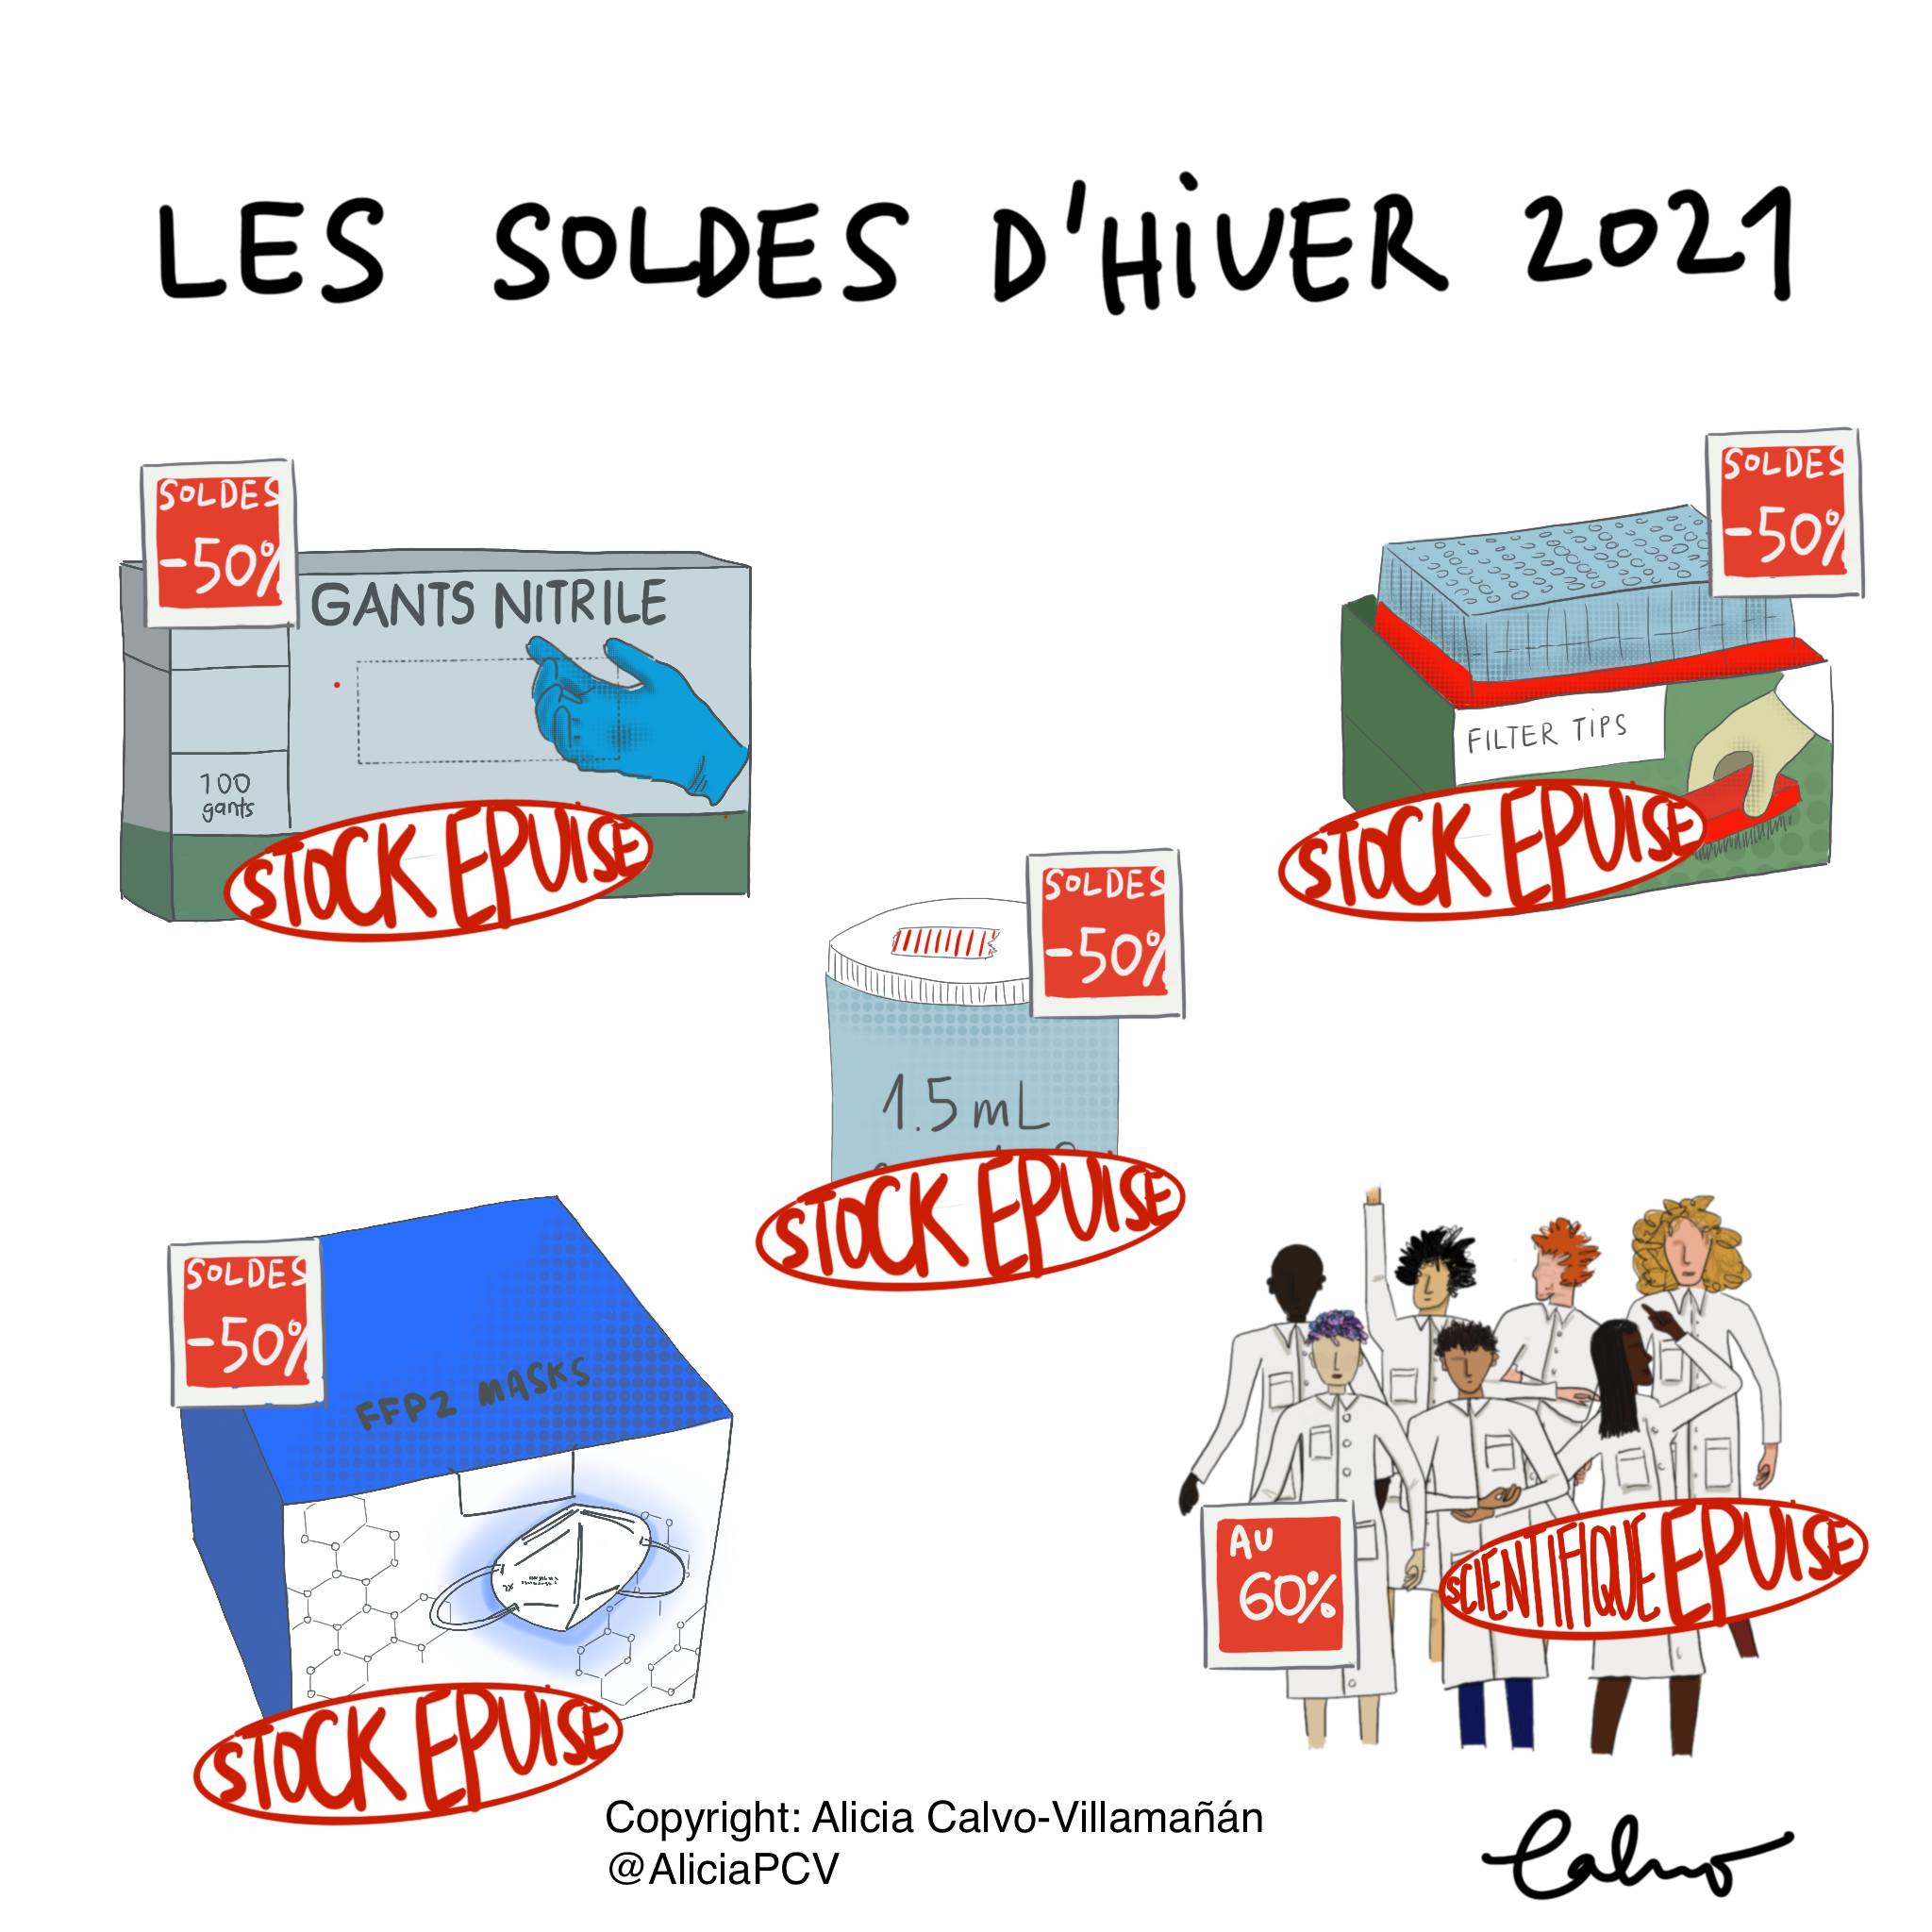 LES SOLDES D'HIVER 2021
SOLDES
-50%
GANTS NITRILE
100
gants
STOCK EPUISE
SOLDES
-50%
FILTER TIPS
STOCK EPUISE
SOLDES
-50%
1.5 mL
STOCK EPUISE
SOLDES
-50%
FFP2 MASKS
STOCK EPUISE
AU
60%
SCIENTIFIQUE EPUISE
Copyright: Alicia Calvo-Villamañán
@AliciaPCV
Calvo